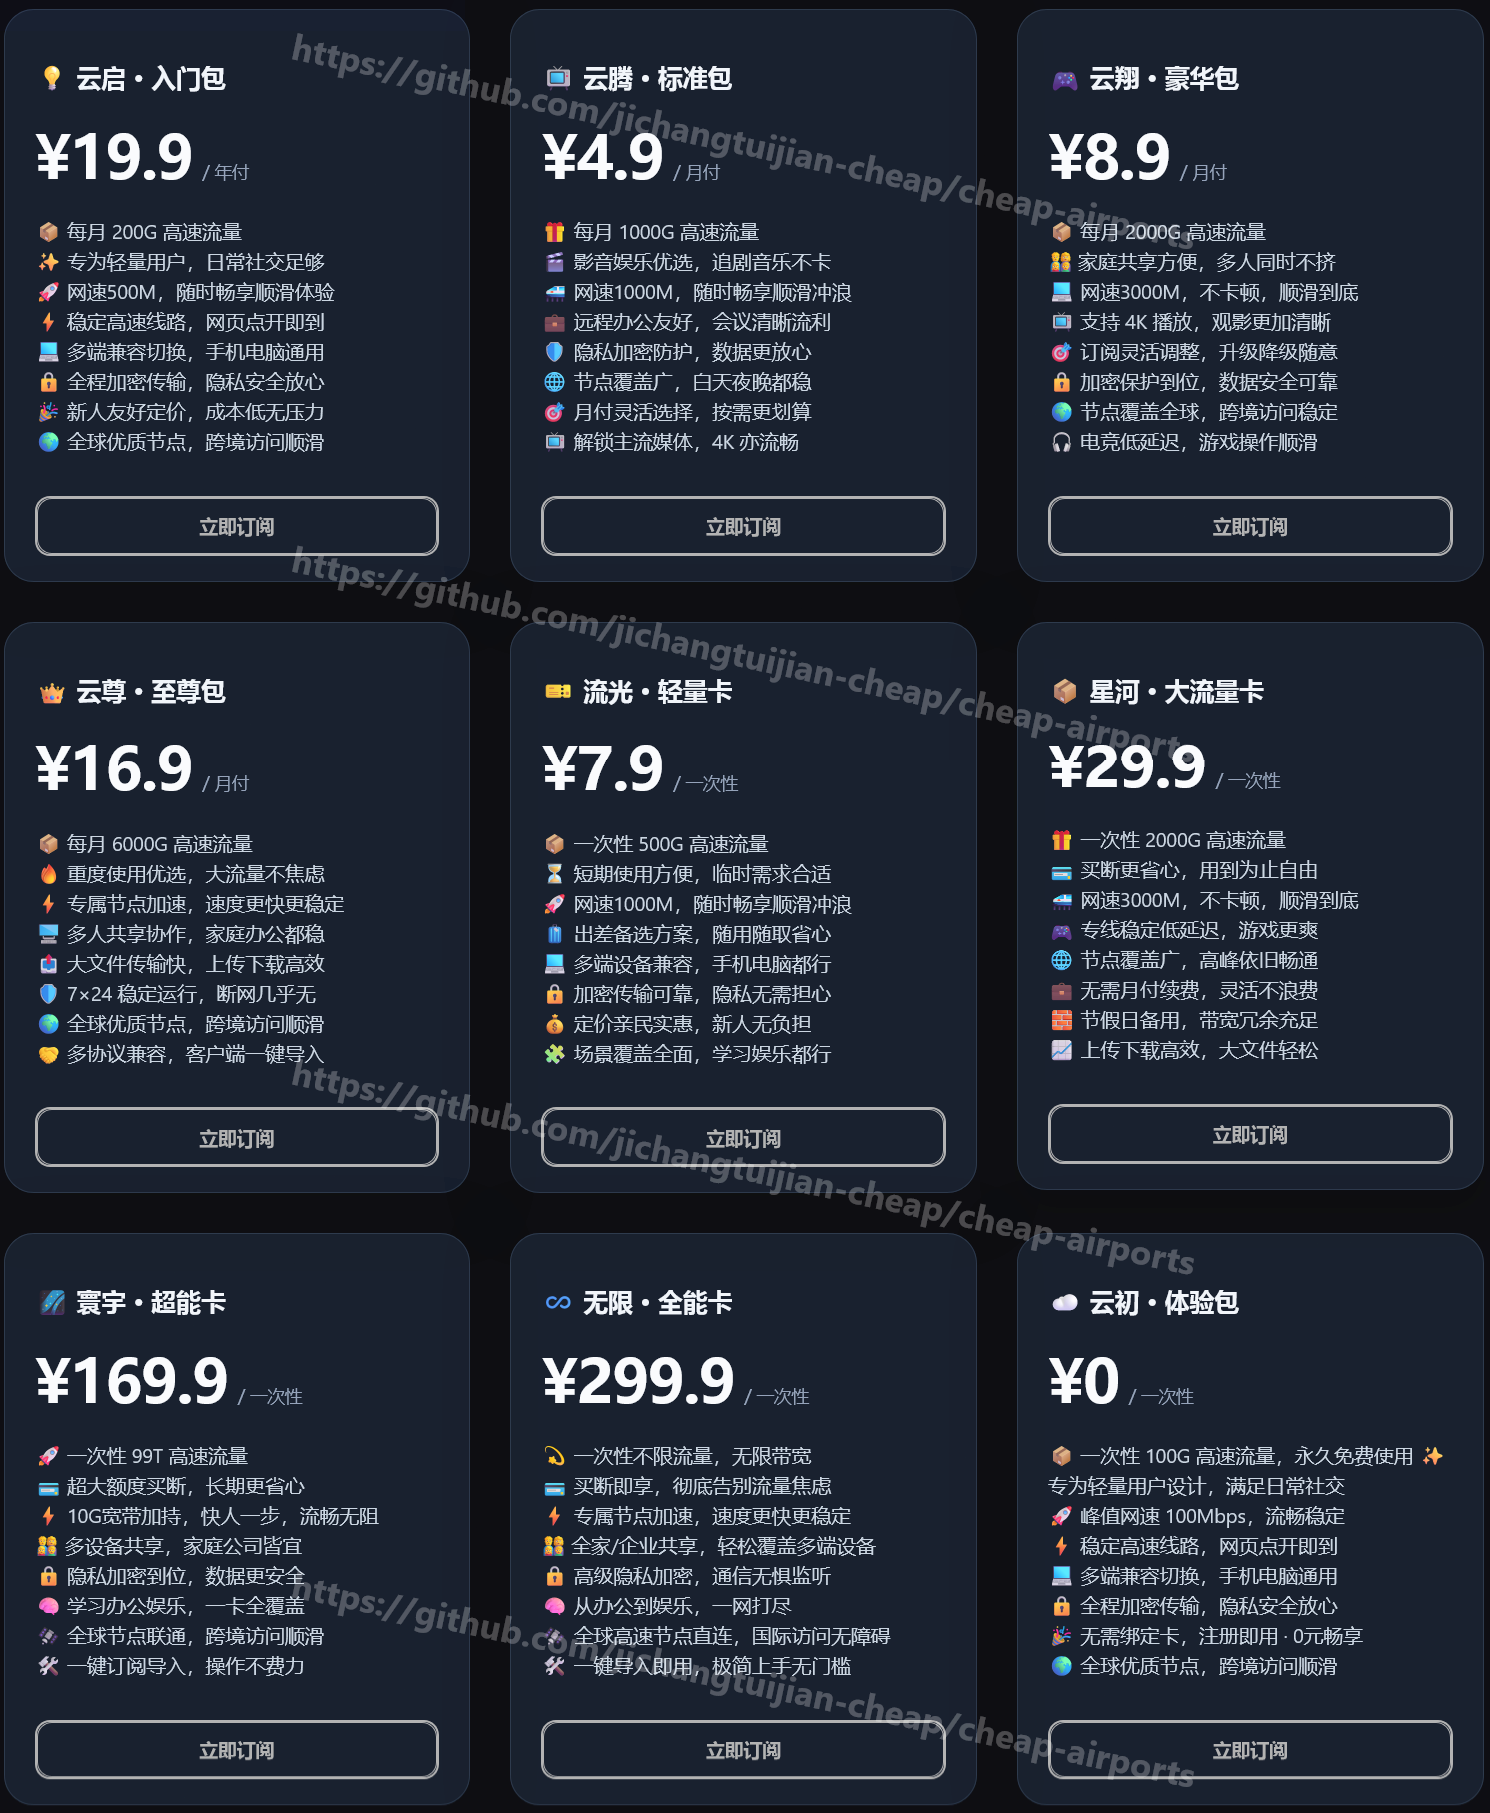 云启 • 入门包
¥19.9 / 年付
每月 200G 高速流量
专为轻量用户，日常社交足够
网速500M，随时畅享顺滑体验
稳定高速线路，网页点开即到
多端兼容切换，手机电脑通用
全程加密传输，隐私安全放心
新人友好定价，成本低无压力
全球优质节点，跨境访问顺滑
立即订阅
云腾 • 标准包
¥4.9 / 月付
每月 1000G 高速流量
影音娱乐优选，追剧音乐不卡
网速1000M，随时畅享顺滑冲浪
远程办公友好，会议清晰流利
隐私加密防护，数据更放心
节点覆盖广，白天夜晚都稳
月付灵活选择，按需更划算
解锁主流媒体，4K 亦流畅
立即订阅
云翔 • 豪华包
¥8.9 / 月付
每月 2000G 高速流量
家庭共享方便，多人同时不挤
网速3000M，不卡顿，顺滑到底
支持 4K 播放，观影更加清晰
订阅灵活调整，升级降级随意
加密保护到位，数据安全可靠
节点覆盖全球，跨境访问稳定
电竞低延迟，游戏操作顺滑
立即订阅
https://github.com/jichangtuijian-cheap/cheap-airports
云尊 • 至尊包
¥16.9 / 月付
每月 6000G 高速流量
重度使用优选，大流量不焦虑
专属节点加速，速度更快更稳定
多人共享协作，家庭办公都稳
大文件传输快，上传下载高效
7×24 稳定运行，断网几乎无
全球优质节点，跨境访问顺滑
多协议兼容，客户端一键导入
立即订阅
流光 • 轻量卡
¥7.9 / 一次性
一次性 500G 高速流量
短期使用方便，临时需求合适
网速1000M，随时畅享顺滑冲浪
出差备选方案，随用随取省心
多端设备兼容，手机电脑都行
加密传输可靠，隐私无需担心
定价亲民实惠，新人无负担
场景覆盖全面，学习娱乐都行
立即订阅
星河 • 大流量卡
¥29.9 / 一次性
一次性 2000G 高速流量
买断更省心，用到为止自由
网速3000M，不卡顿，顺滑到底
专线稳定低延迟，游戏更爽
节点覆盖广，高峰依旧畅通
无需月付续费，灵活不浪费
节假日备用，带宽冗余充足
上传下载高效，大文件轻松
立即订阅
https://github.com/jichangtuijian-cheap/cheap-airports
https://github.com/jichangtuijian-cheap/cheap-airports
寰宇 • 超能卡
¥169.9 / 一次性
一次性 99T 高速流量
超大额度买断，长期更省心
10G宽带加持，快人一步，流畅无阻
多设备共享，家庭公司皆宜
隐私加密到位，数据更安全
学习办公娱乐，一卡全覆盖
全球节点联通，跨境访问顺滑
一键订阅导入，操作不费力
立即订阅
无限 • 全能卡
¥299.9 / 一次性
一次性不限流量，无限带宽
买断即享，彻底告别流量焦虑
专属节点加速，速度更快更稳定
全家/企业共享，轻松覆盖多端设备
高级隐私加密，通信无惧监听
从办公到娱乐，一网打尽
全球高速节点直连，国际访问无障碍
一键导入即用，极简上手无门槛
立即订阅
云初 • 体验包
¥0 / 一次性
一次性 100G 高速流量，永久免费使用
专为轻量用户设计，满足日常社交
峰值网速 100Mbps，流畅稳定
稳定高速线路，网页点开即到
多端兼容切换，手机电脑通用
全程加密传输，隐私安全放心
无需绑定卡，注册即用 · 0元畅享
全球优质节点，跨境访问顺滑
立即订阅
https://github.com/jichangtuijian-cheap/cheap-airports